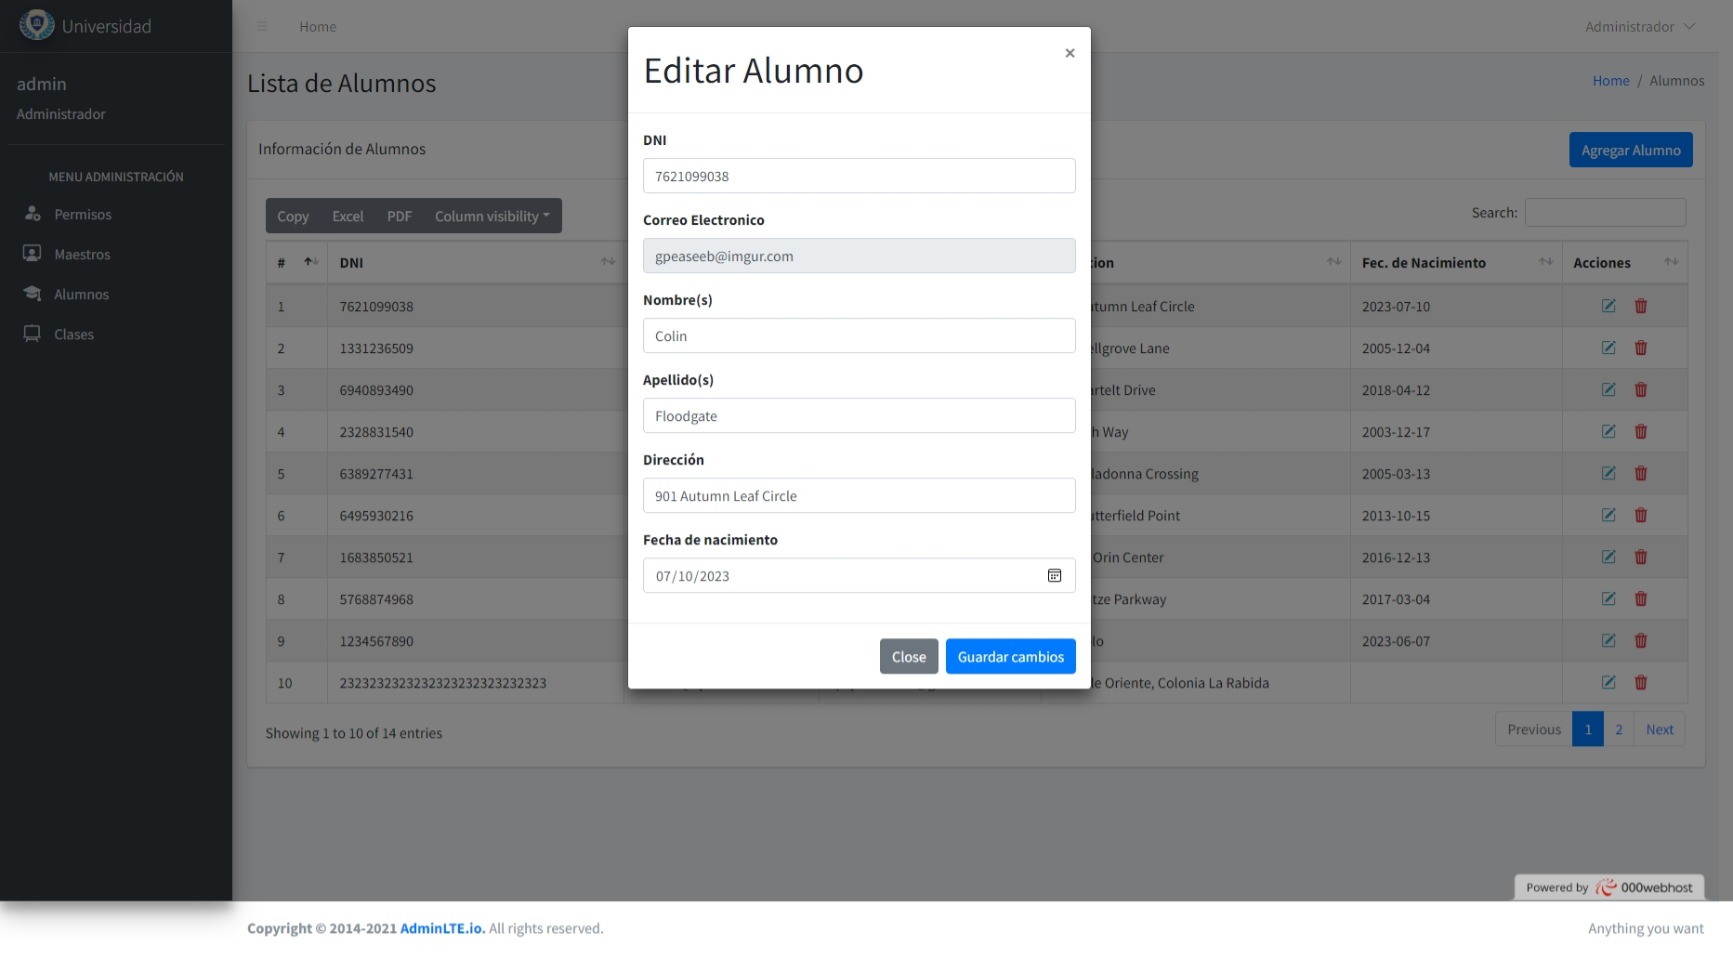 Universidad
Home
Administrador
admin
Administrador
MENU ADMINISTRACIÓN
Permisos
Maestros
Alumnos
Clases
Lista de Alumnos
Home / Alumnos
Información de Alumnos
Agregar Alumno
Copy Excel PDF Column visibility
Search:
# DNI cion Fec. de Nacimiento Acciones
1 7621099038 utumn Leaf Circle 2023-07-10
2 1331236509 ellgrove Lane 2005-12-04
3 6940893490 artelt Drive 2018-04-12
4 2328831540 h Way 2003-12-17
5 6389277431 ladonna Crossing 2005-03-13
6 6495930216 utterfield Point 2013-10-15
7 1683850521 Orin Center 2016-12-13
8 5768874968 tze Parkway 2017-03-04
9 1234567890 lo 2023-06-07
10 2323232323232323232323232323 le Oriente, Colonia La Rabida
Showing 1 to 10 of 14 entries
Previous 1 2 Next
Editar Alumno
×
DNI
7621099038
Correo Electronico
gpeaseeb@imgur.com
Nombre(s)
Colin
Apellido(s)
Floodgate
Dirección
901 Autumn Leaf Circle
Fecha de nacimiento
07/10/2023
Close Guardar cambios
Powered by 000webhost
Copyright © 2014-2021 AdminLTE.io. All rights reserved.
Anything you want